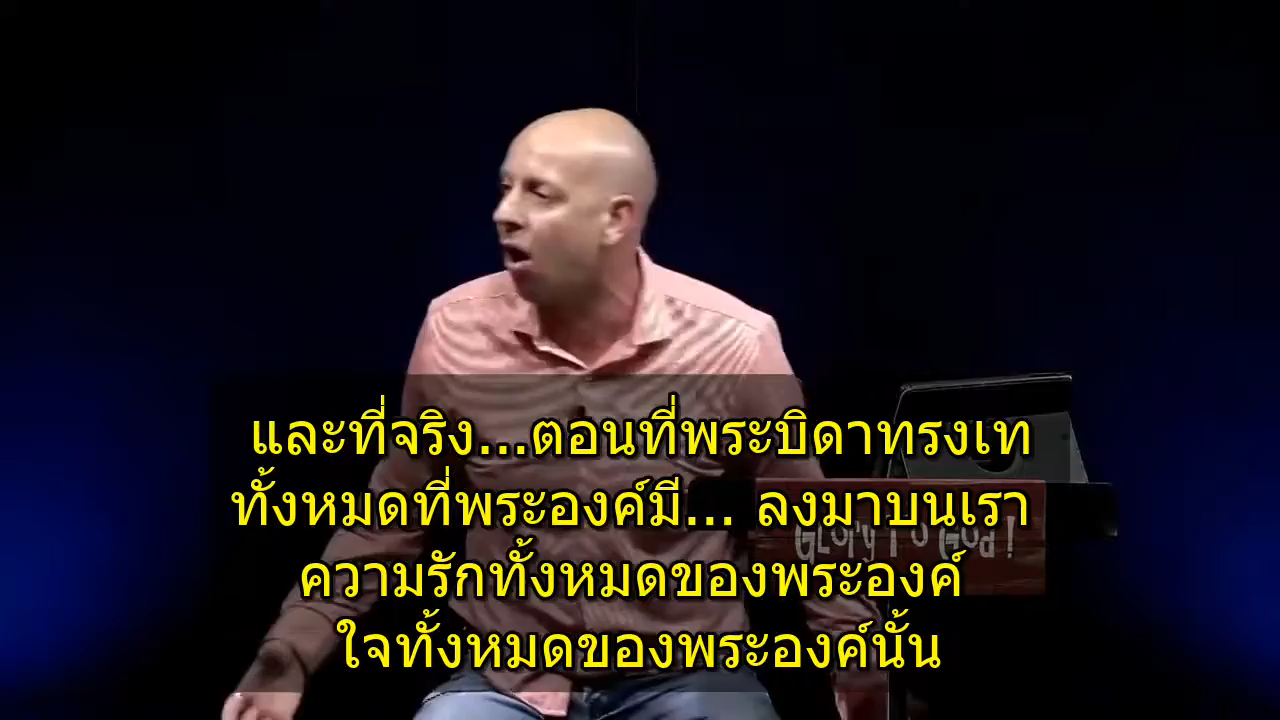 และที่จริง...ตอนที่พระบิดาทรงเท
ทั้งหมดที่พระองค์มี... ลงมาบนเรา
Glory To God!
ความรักทั้งหมดของพระองค์
ใจทั้งหมดของพระองค์นั้น